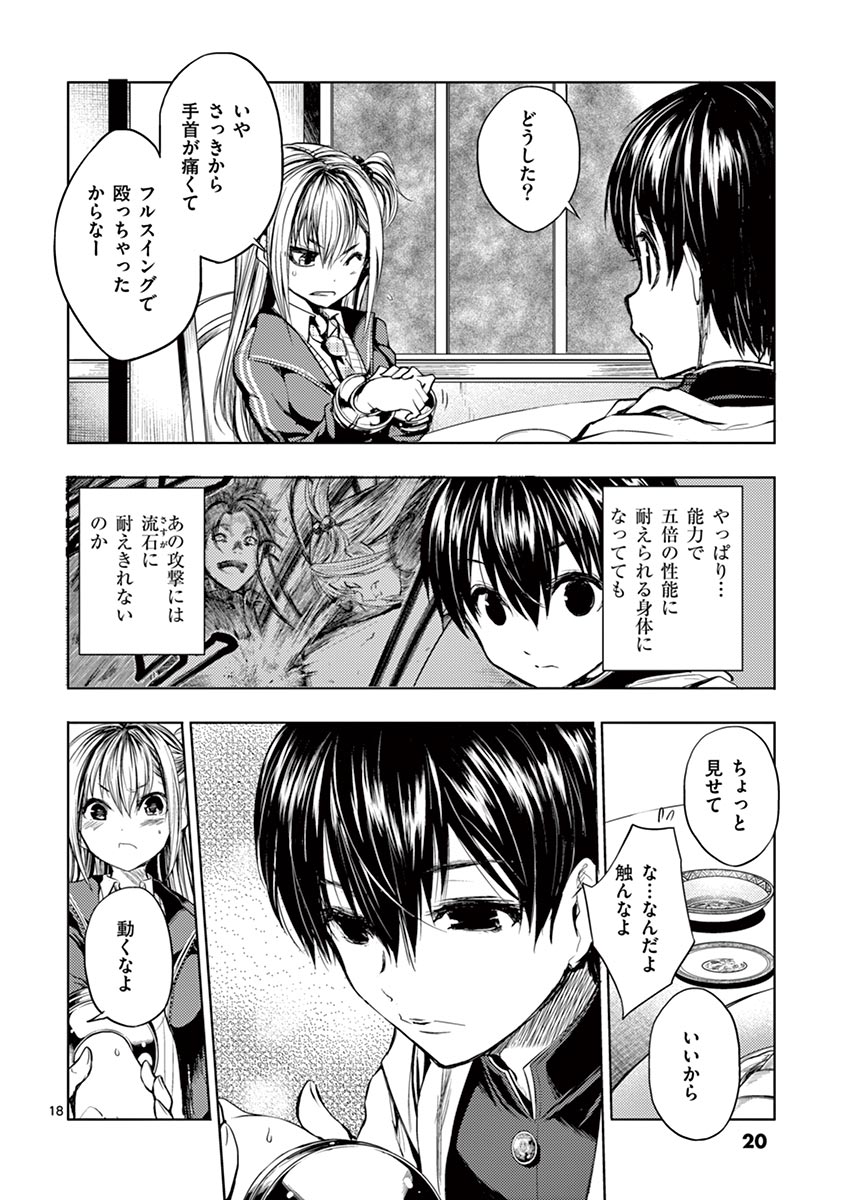 どうした？
いや
さっきから
手首が痛くて
フルスイングで
殴っちゃった
からなー
やっぱり…
能力で
五倍の性能に
耐えられる身体に
なってても
あの攻撃には
流石に
さすが
耐えきれない
のか
ちょっと
見せて
な…なんだよ
触んなよ
いいから
動くなよ
18
20